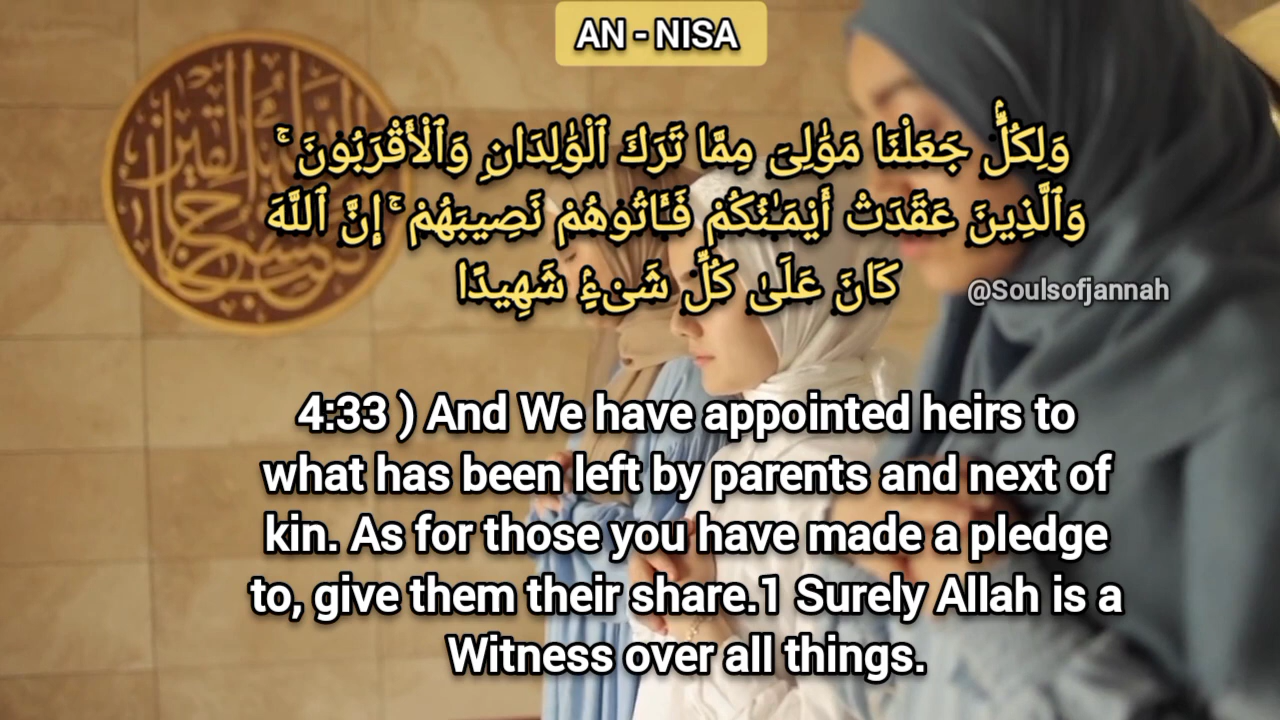 AN - NISA
وَلِكُلٍّۢ جَعَلْنَا مَوَٰلِىَ مِمَّا تَرَكَ ٱلْوَٰلِدَانِ وَٱلْأَقْرَبُونَ ۚ
وَٱلَّذِينَ عَقَدَتْ أَيْمَـٰنُكُمْ فَـَٔاتُوهُمْ نَصِيبَهُمْ ۚ إِنَّ ٱللَّهَ
كَانَ عَلَىٰ كُلِّ شَىْءٍۢ شَهِيدًا
@Soulsofjannah
4:33 ) And We have appointed heirs to
what has been left by parents and next of
kin. As for those you have made a pledge
to, give them their share.1 Surely Allah is a
Witness over all things.